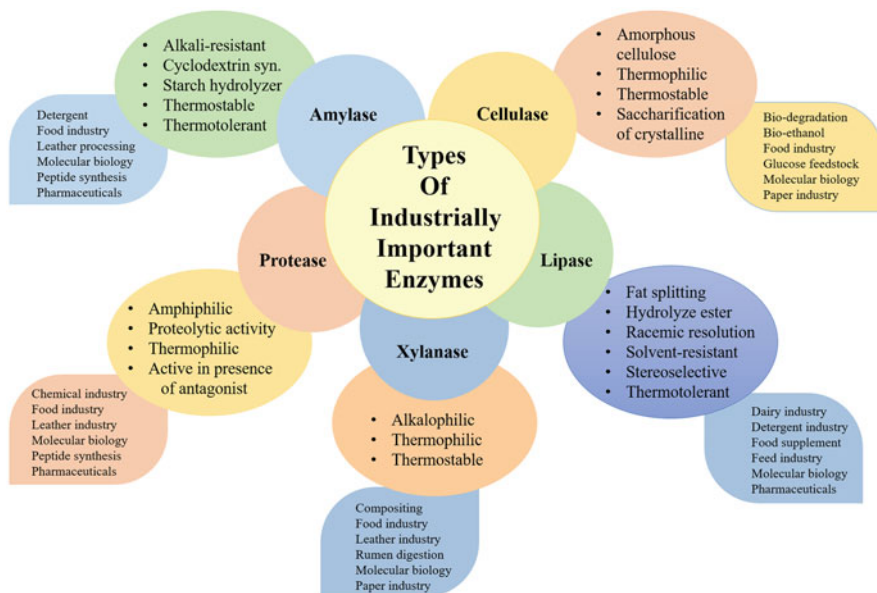 Types
Of
Industrially
Important
Enzymes
Amylase
• Alkali-resistant
• Cyclodextrin syn.
• Starch hydrolyzer
• Thermostable
• Thermotolerant
Detergent
Food industry
Leather processing
Molecular biology
Peptide synthesis
Pharmaceuticals
Cellulase
• Amorphous
cellulose
• Thermophilic
• Thermostable
• Saccharification
of crystalline
Bio-degradation
Bio-ethanol
Food industry
Glucose feedstock
Molecular biology
Paper industry
Protease
• Amphiphilic
• Proteolytic activity
• Thermophilic
• Active in presence
of antagonist
Chemical industry
Food industry
Leather industry
Molecular biology
Peptide synthesis
Pharmaceuticals
Lipase
• Fat splitting
• Hydrolyze ester
• Racemic resolution
• Solvent-resistant
• Stereoselective
• Thermotolerant
Dairy industry
Detergent industry
Food supplement
Feed industry
Molecular biology
Pharmaceuticals
Xylanase
• Alkalophilic
• Thermophilic
• Thermostable
Compositing
Food industry
Leather industry
Rumen digestion
Molecular biology
Paper industry